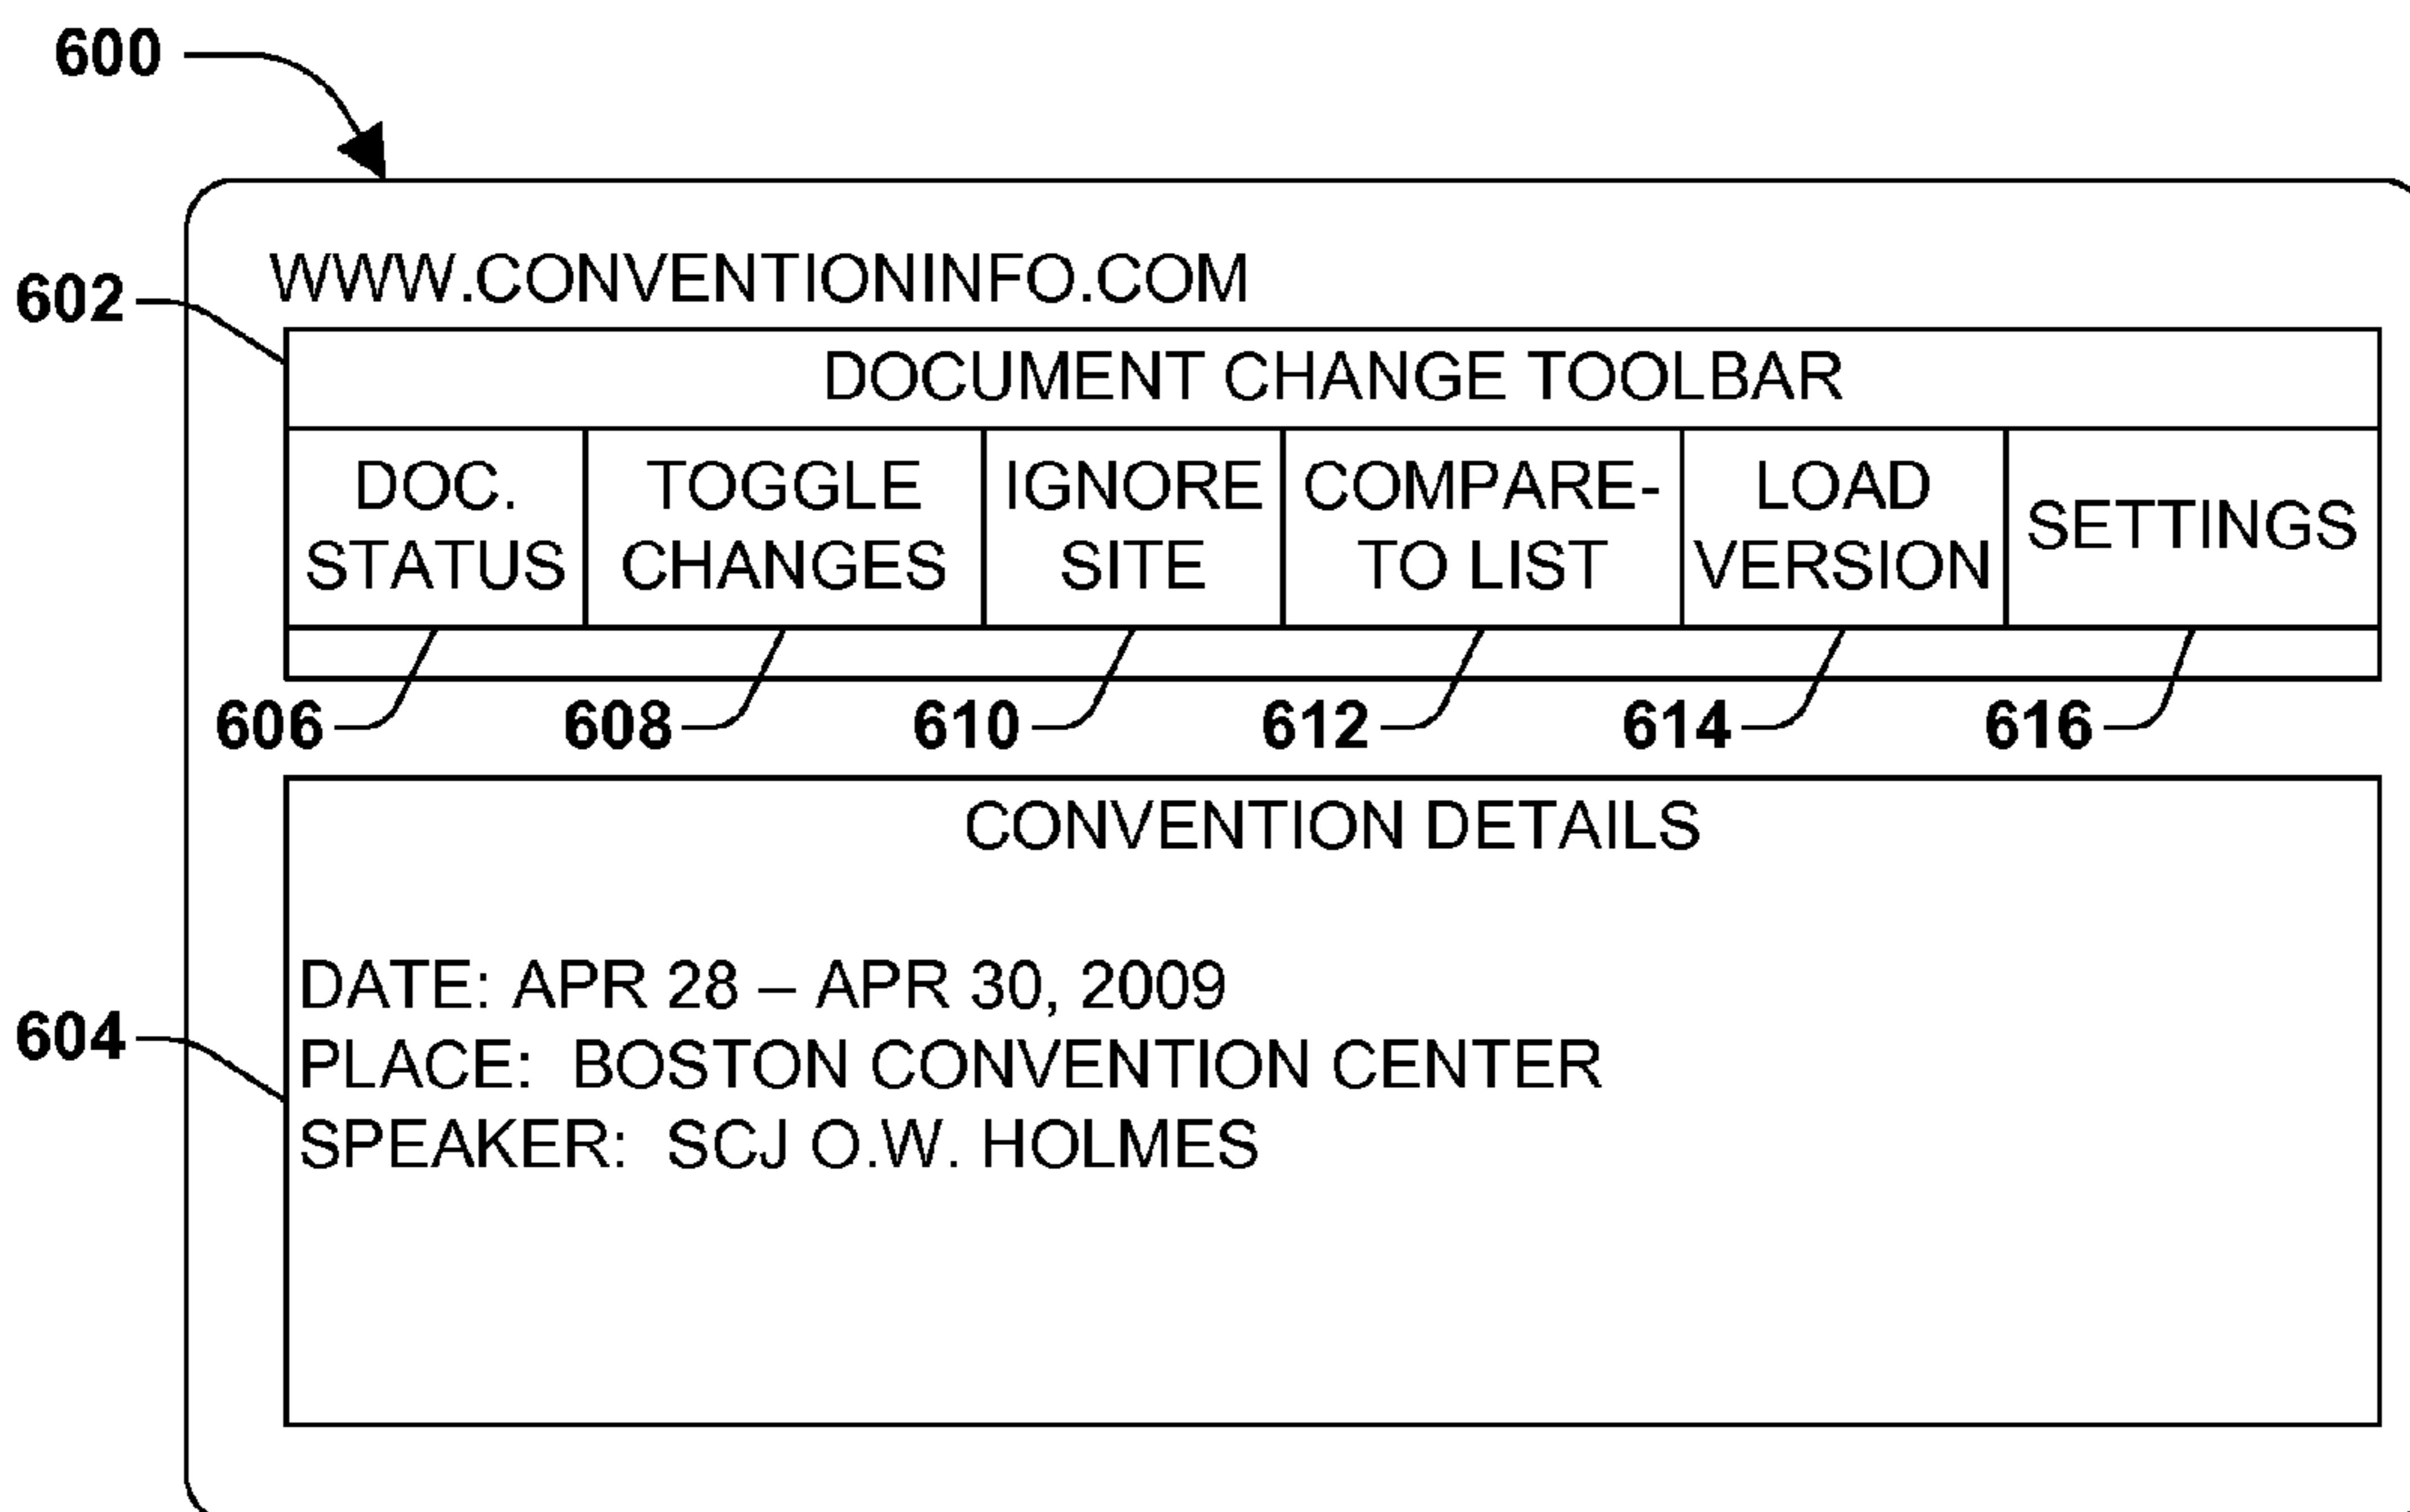 600
WWW.CONVENTIONINFO.COM
602
DOCUMENT CHANGE TOOLBAR
DOC. STATUS
TOGGLE CHANGES
IGNORE SITE
COMPARE-TO LIST
LOAD VERSION
SETTINGS
606 608 610 612 614 616
CONVENTION DETAILS
DATE: APR 28 – APR 30, 2009
604
PLACE: BOSTON CONVENTION CENTER
SPEAKER: SCJ O.W. HOLMES